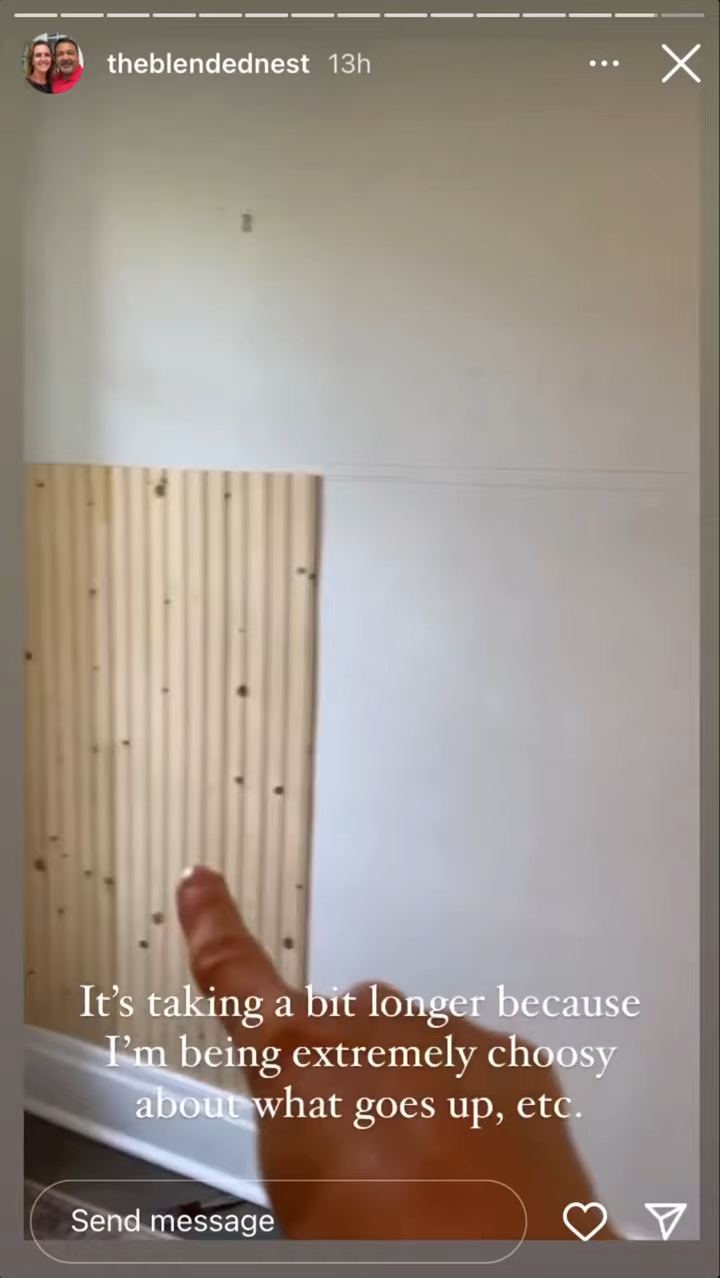 theblendednest 13h
It’s taking a bit longer because
I’m being extremely choosy
about what goes up, etc.
Send message